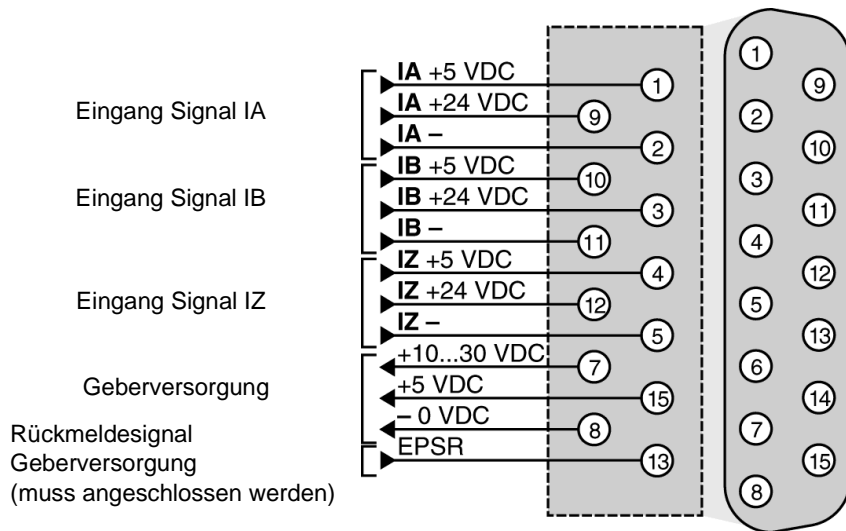 Eingang Signal IA
IA +5 VDC
1
IA +24 VDC
9
IA –
2
Eingang Signal IB
IB +5 VDC
10
IB +24 VDC
3
IB –
11
Eingang Signal IZ
IZ +5 VDC
4
IZ +24 VDC
12
IZ –
5
Geberversorgung
+10...30 VDC
7
+5 VDC
15
– 0 VDC
8
Rückmeldesignal
Geberversorgung
(muss angeschlossen werden)
EPSR
13
1
9
2
10
3
11
4
12
5
13
6
14
7
15
8